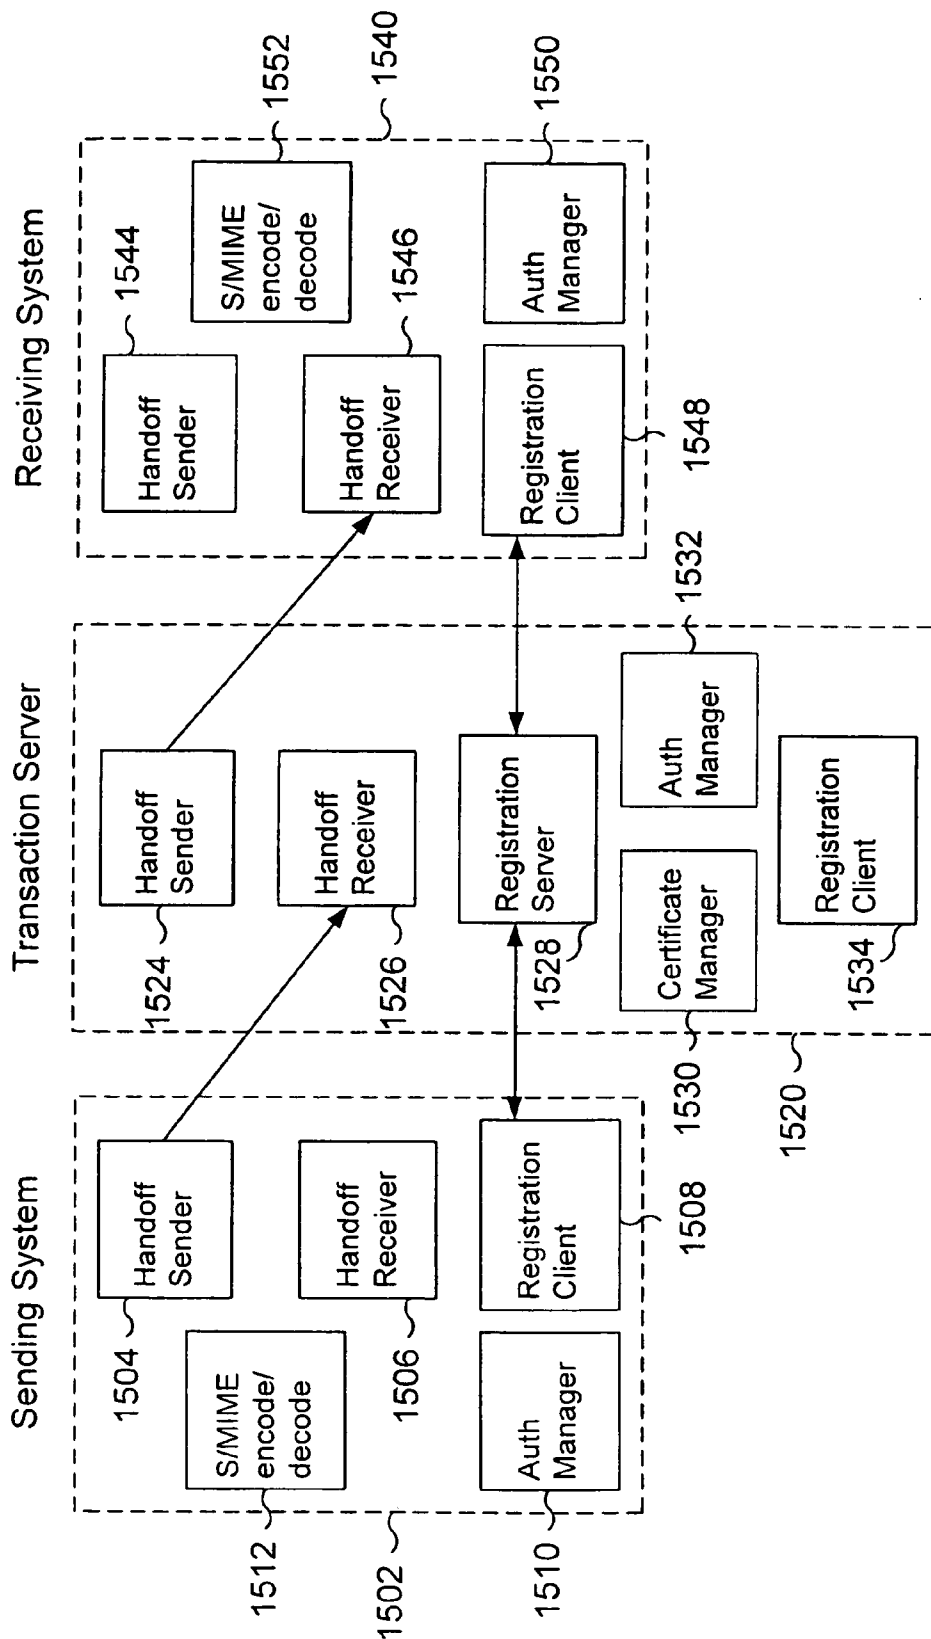 Sending System
Transaction Server
Receiving System
1504
Handoff
Sender
S/MIME
encode/
decode
1512
1506
Handoff
Receiver
1502
Auth
Manager
1510
Registration
Client
1508
1524
Handoff
Sender
1526
Handoff
Receiver
1528
Registration
Server
1530
Certificate
Manager
Auth
Manager
1532
1534
Registration
Client
1520
Handoff
Sender
1544
S/MIME
encode/
decode
1552
Handoff
Receiver
1546
1540
Registration
Client
1548
Auth
Manager
1550